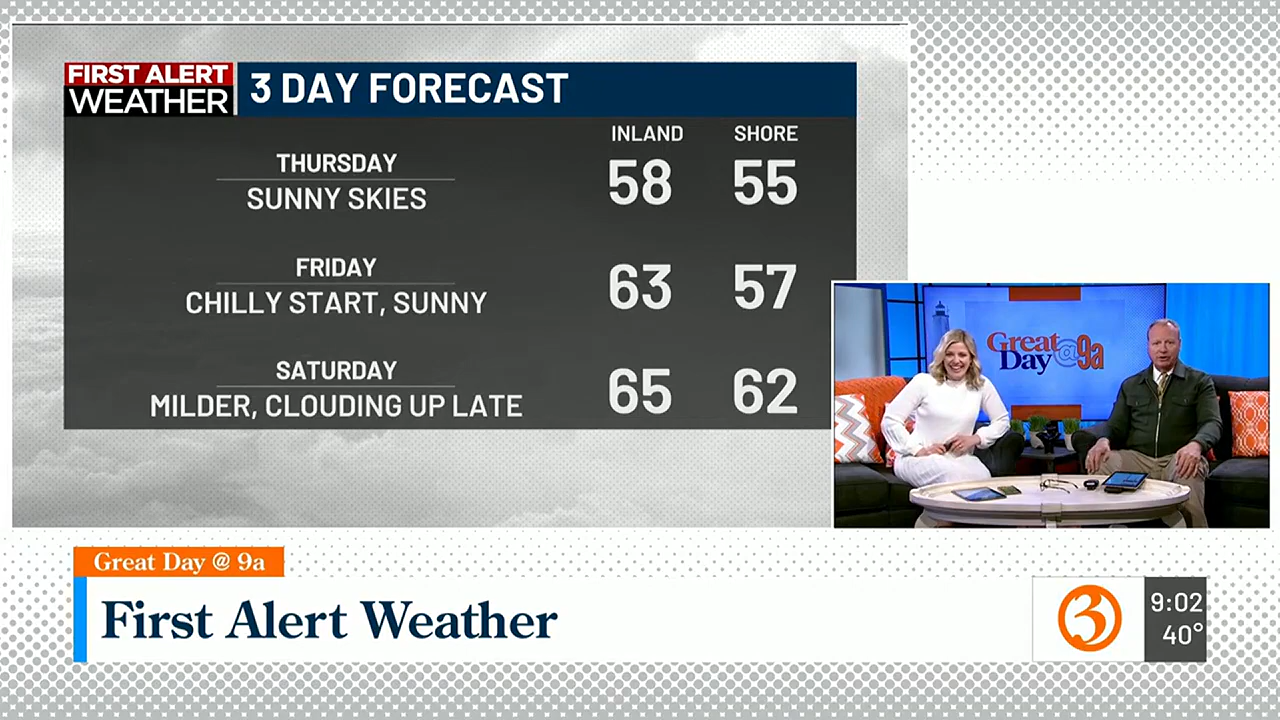 FIRST ALERT
WEATHER
3 DAY FORECAST
INLAND SHORE
THURSDAY
SUNNY SKIES
58 55
FRIDAY
CHILLY START, SUNNY
63 57
SATURDAY
MILDER, CLOUDING UP LATE
65 62
Great
Day @9a
Great Day @ 9a
First Alert Weather
3
9:02
40°